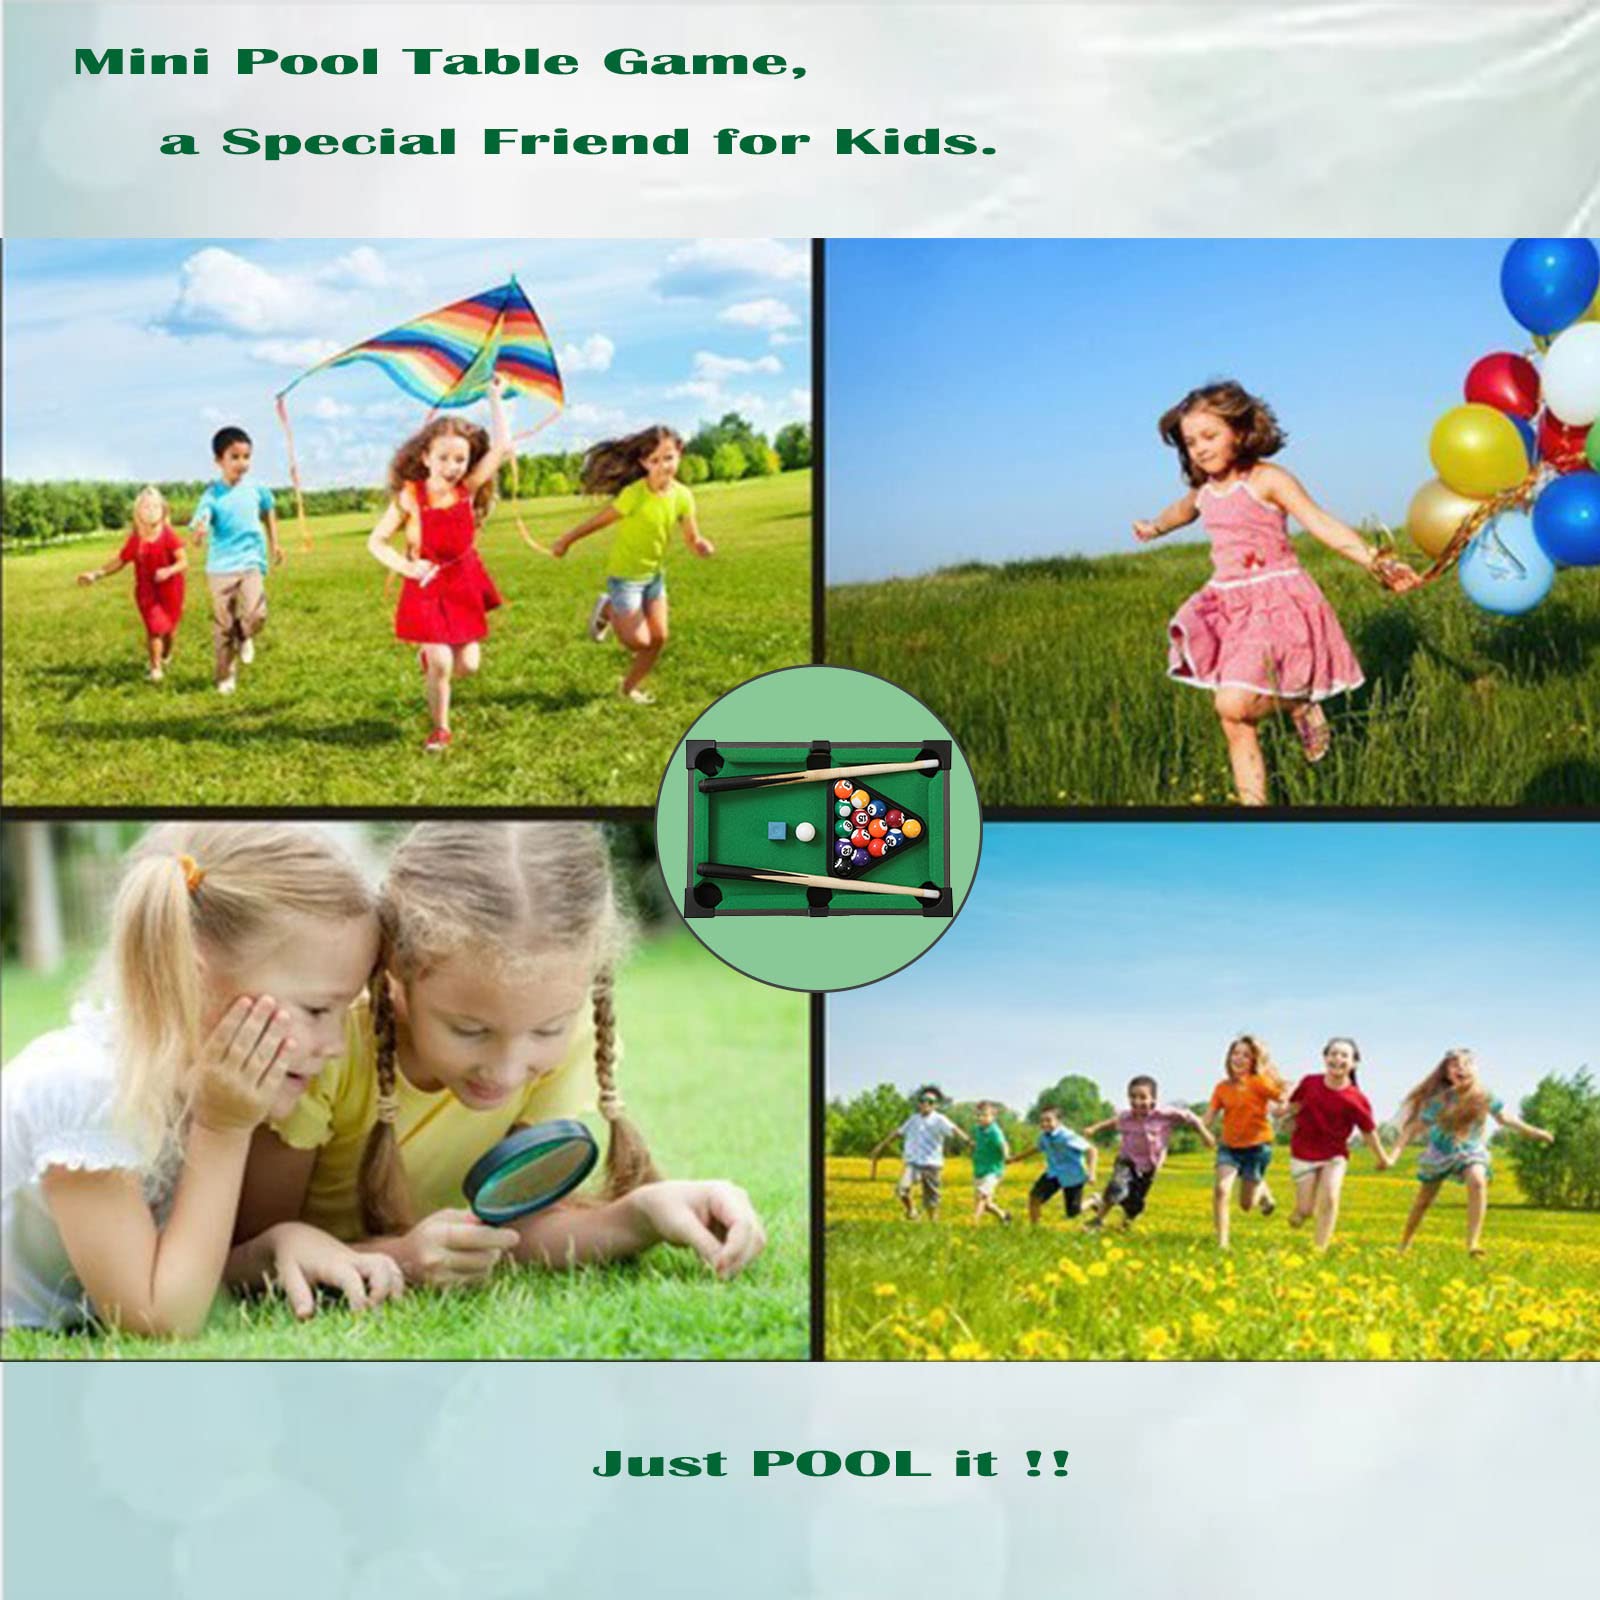 Mini Pool Table Game,
a Special Friend for Kids.
Just POOL it !!